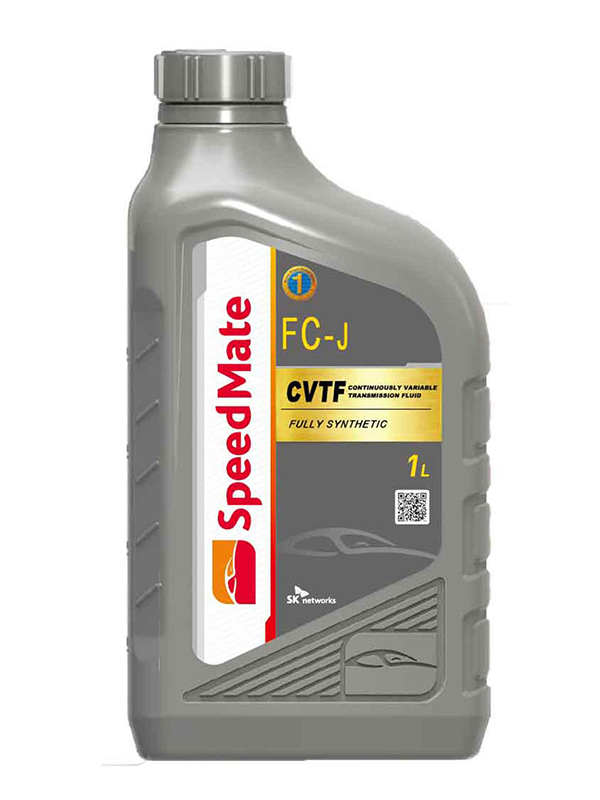 SpeedMate
1
FC-J
CVTF CONTINUOUSLY VARIABLE
TRANSMISSION FLUID
FULLY SYNTHETIC
1L
SK networks